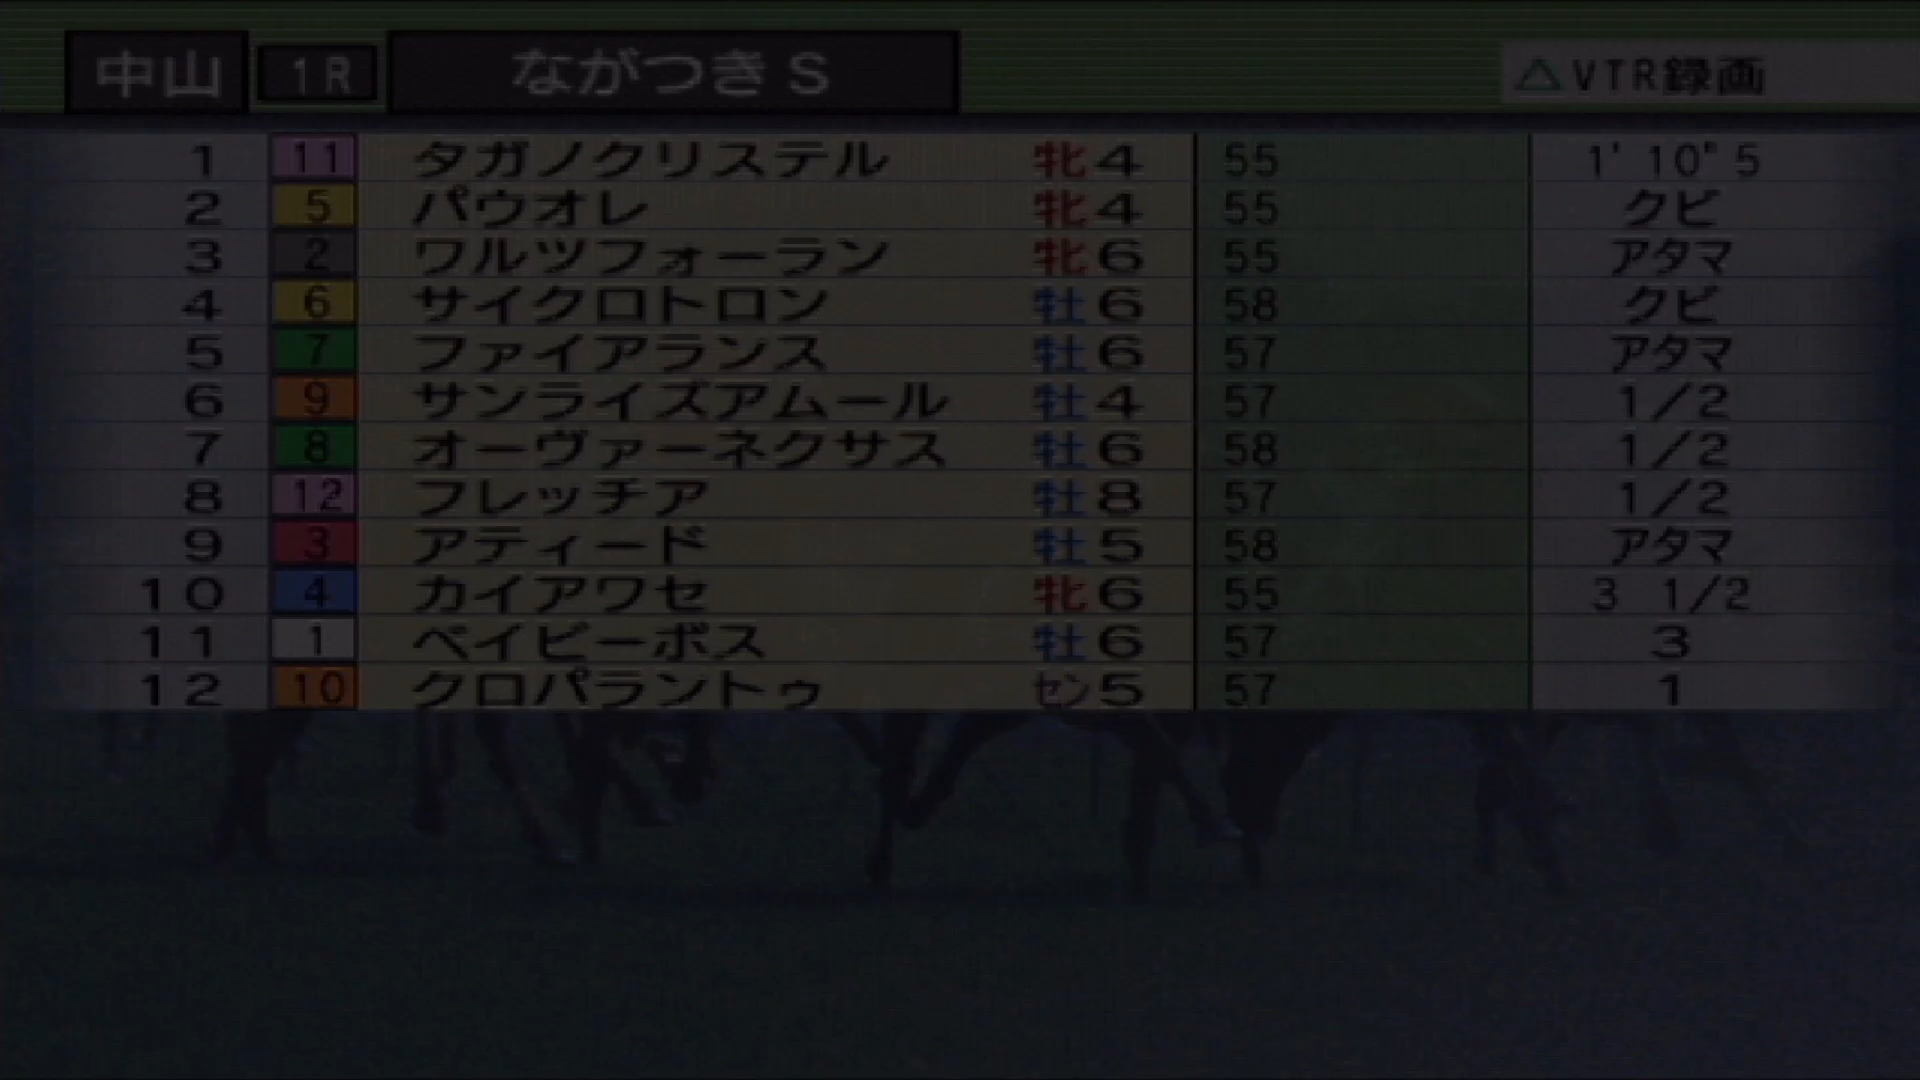 中山 1R ながつきS △VTR録画
1 11 タガノクリステル 牝4 55 1' 10" 5
2 5 パウオレ 牝4 55 クビ
3 2 ワルツフォーラン 牝6 55 アタマ
4 6 サイクロトロン 牡6 58 クビ
5 7 ファイアランス 牡6 57 アタマ
6 9 サンライズアムール 牡4 57 1/2
7 8 オーヴァーネクサス 牡6 58 1/2
8 12 フレッチア 牡8 57 1/2
9 3 アティード 牡5 58 アタマ
10 4 カイアワセ 牝6 55 3 1/2
11 1 ベイビーボス 牡6 57 3
12 10 クロパラントゥ セン5 57 1